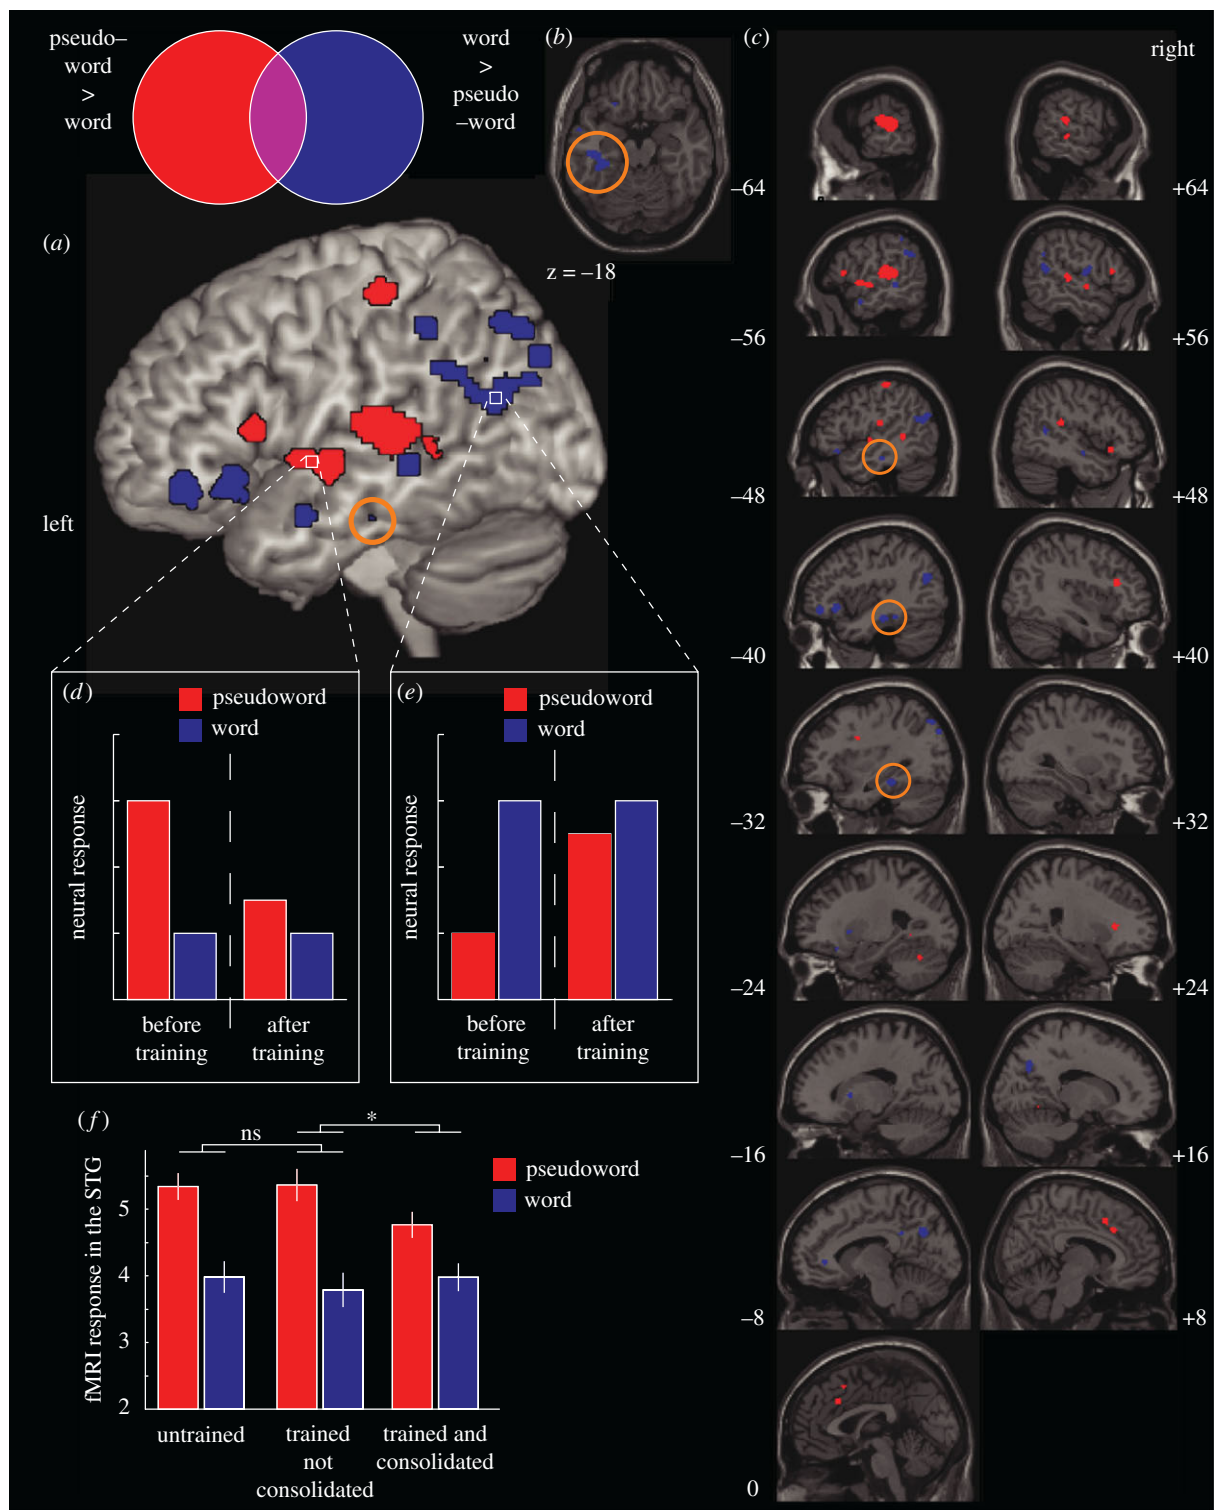 pseudo–
word
>
word
word
>
pseudo
–word
(a)
left
(b)
z = –18
(c)
right
–64
+64
–56
+56
–48
+48
–40
+40
–32
+32
–24
+24
–16
+16
–8
+8
0
(d)
pseudoword
word
neural response
before
training
after
training
(e)
pseudoword
word
neural response
before
training
after
training
(f)
ns
*
pseudoword
word
fMRI response in the STG
5
4
3
2
untrained
trained
not
consolidated
trained and
consolidated